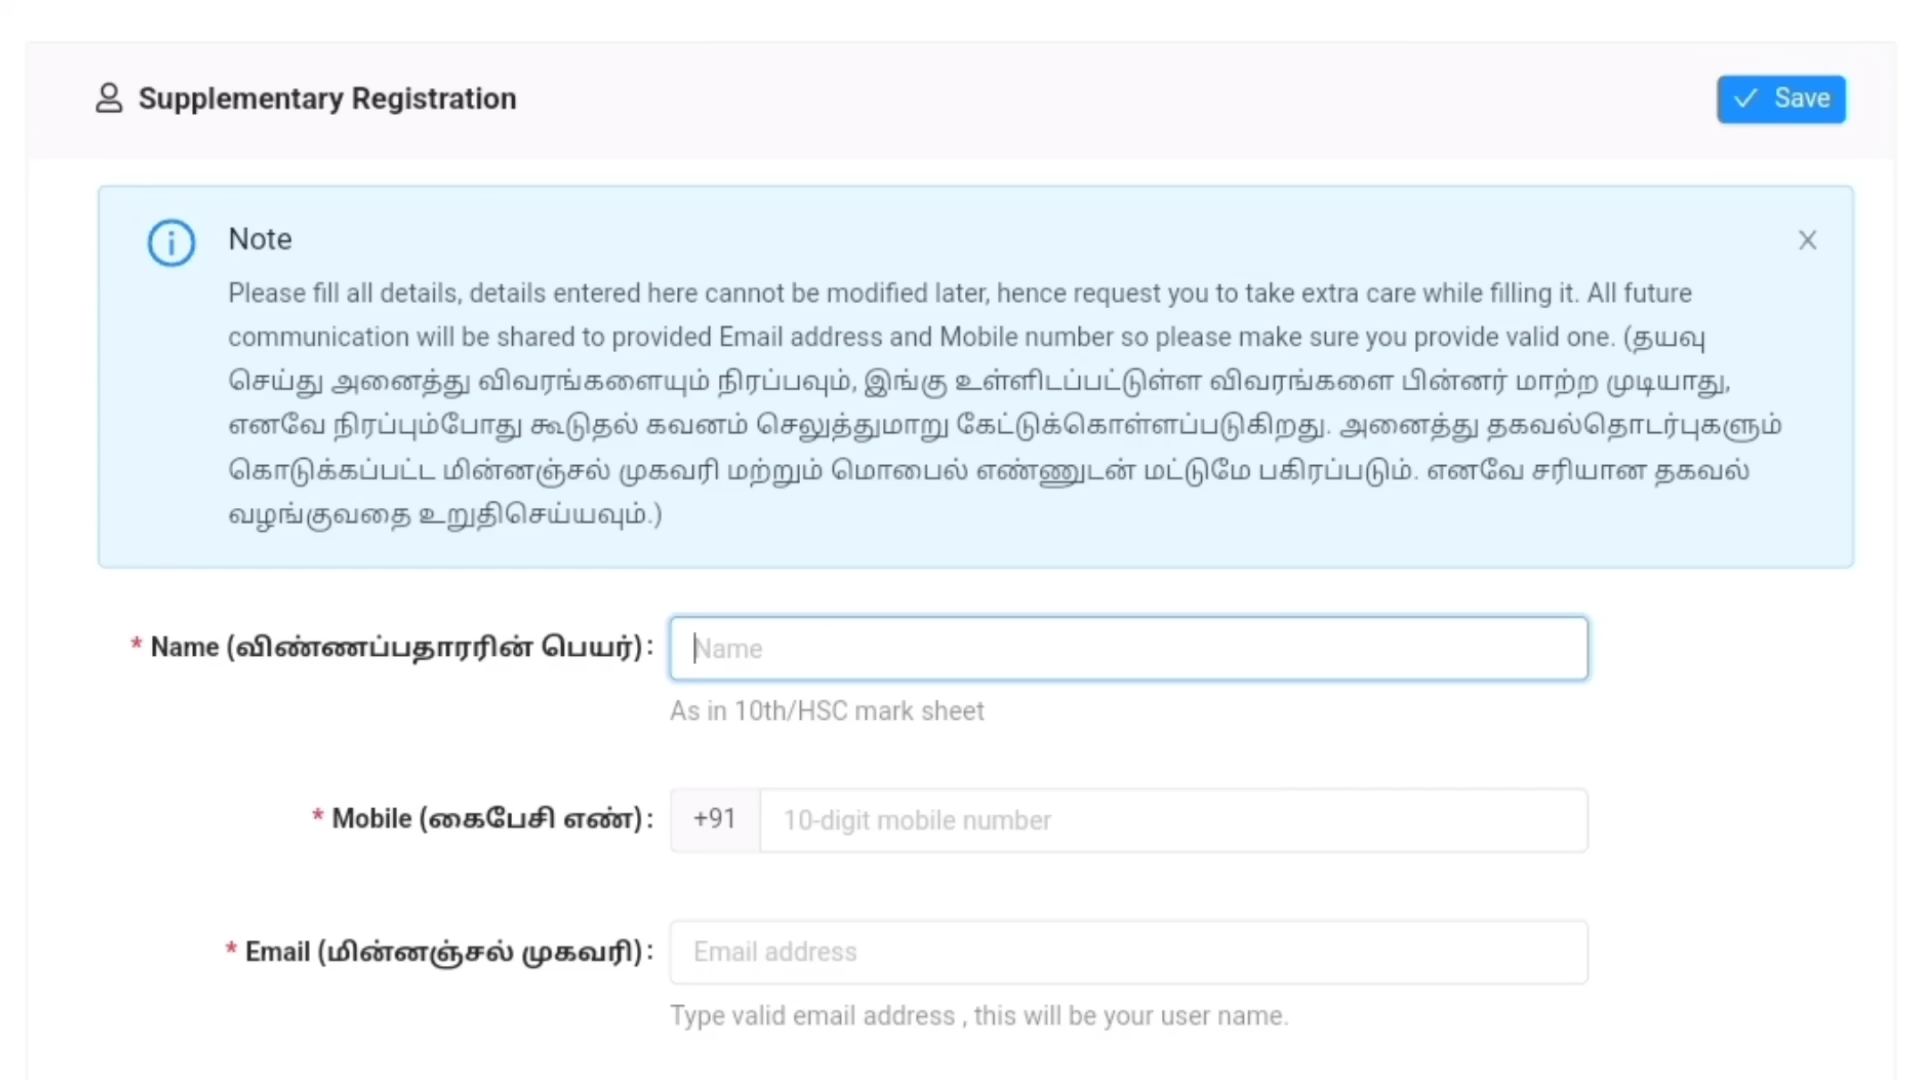 Supplementary Registration
Save
Note
Please fill all details, details entered here cannot be modified later, hence request you to take extra care while filling it. All future
communication will be shared to provided Email address and Mobile number so please make sure you provide valid one. (தயவு
செய்து அனைத்து விவரங்களையும் நிரப்பவும், இங்கு உள்ளிடப்பட்டுள்ள விவரங்களை பின்னர் மாற்ற முடியாது,
எனவே நிரப்பும்போது கூடுதல் கவனம் செலுத்துமாறு கேட்டுக்கொள்ளப்படுகிறது. அனைத்து தகவல்தொடர்புகளும்
கொடுக்கப்பட்ட மின்னஞ்சல் முகவரி மற்றும் மொபைல் எண்ணுடன் மட்டுமே பகிரப்படும். எனவே சரியான தகவல்
வழங்குவதை உறுதிசெய்யவும்.)
* Name (விண்ணப்பதாரரின் பெயர்) :
Name
As in 10th/HSC mark sheet
* Mobile (கைபேசி எண்) :
+91 10-digit mobile number
* Email (மின்னஞ்சல் முகவரி) :
Email address
Type valid email address , this will be your user name.